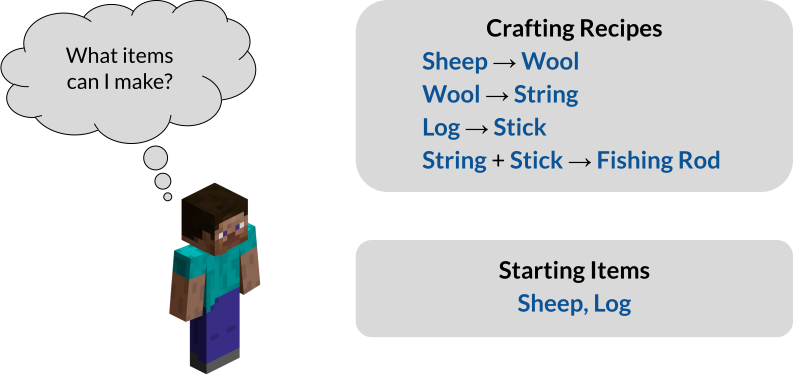 What items
can I make?
Crafting Recipes
Sheep → Wool
Wool → String
Log → Stick
String + Stick → Fishing Rod
Starting Items
Sheep, Log